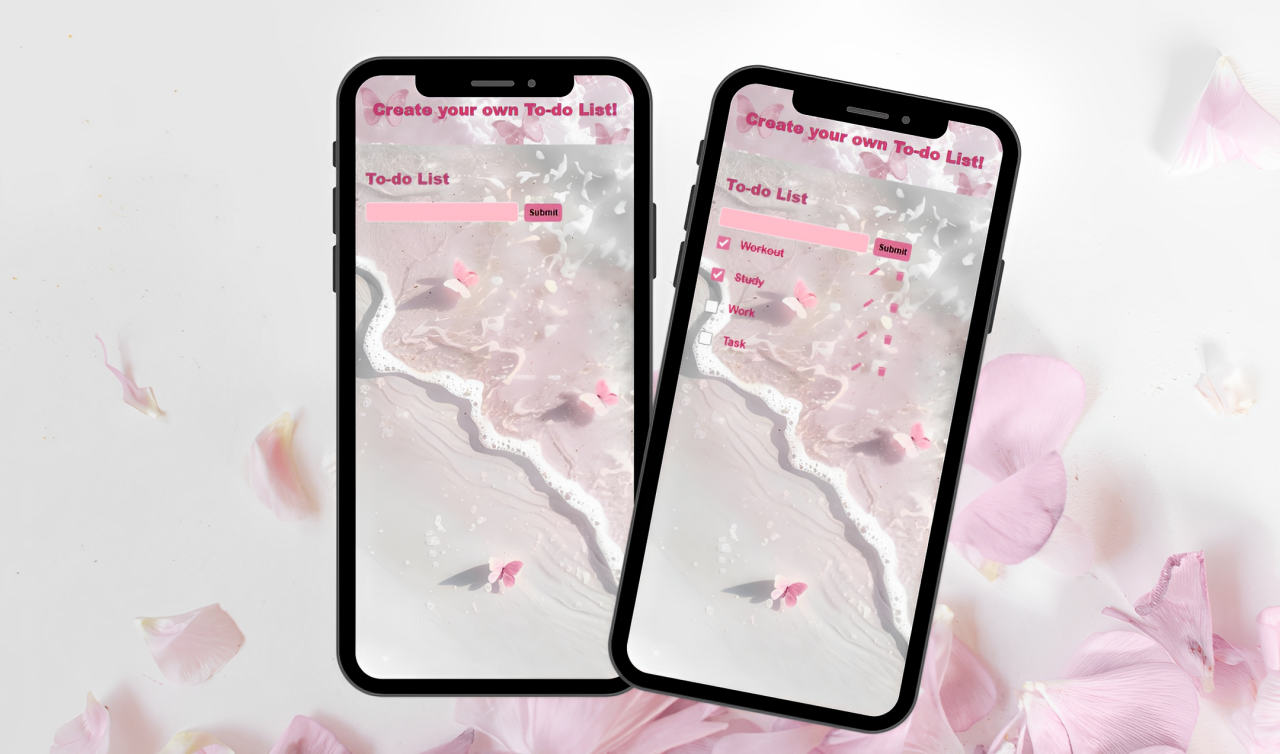 Create your own To-do List!
To-do List
Submit
Create your own To-do List!
To-do List
Submit
Workout
Study
Work
Task